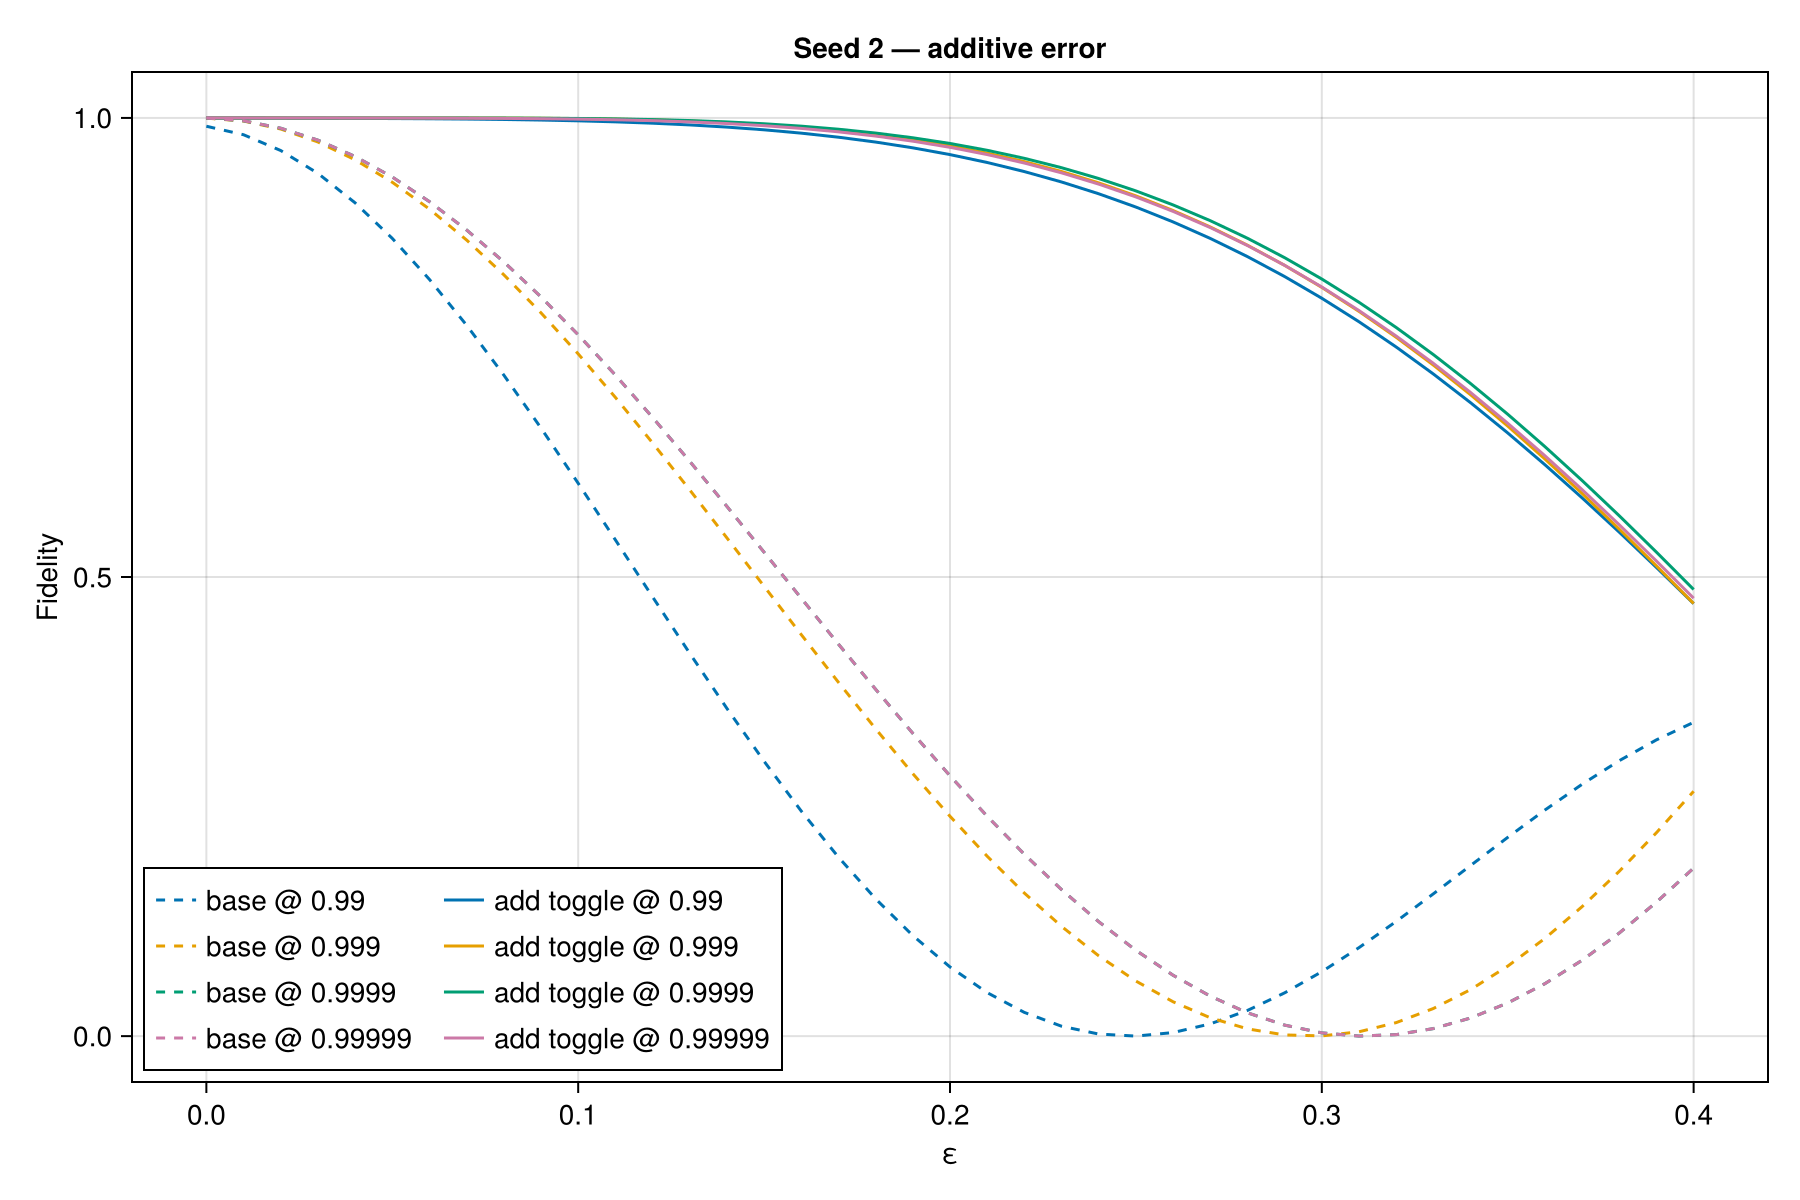 Seed 2 — additive error
Fidelity
1.0
0.5
0.0
base @ 0.99
base @ 0.999
base @ 0.9999
base @ 0.99999
add toggle @ 0.99
add toggle @ 0.999
add toggle @ 0.9999
add toggle @ 0.99999
0.0 0.1 0.2 0.3 0.4
ε